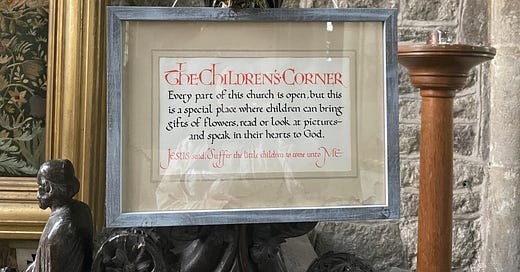 The Children's Corner
Every part of this church is open, but this
is a special place where children can bring
gifts of flowers, read or look at pictures-
and speak in their hearts to God.
JESUS said, Suffer the little children to come unto ME